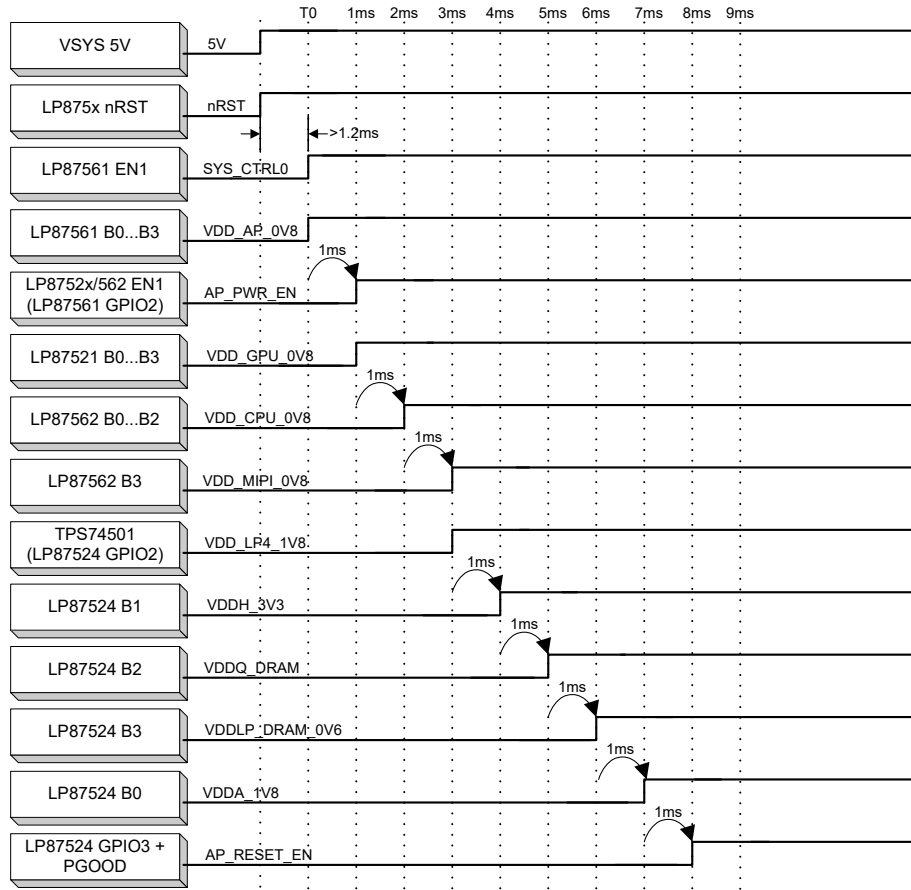 T0 1ms 2ms 3ms 4ms 5ms 6ms 7ms 8ms 9ms
VSYS 5V 5V
LP875x nRST nRST
>1.2ms
LP87561 EN1 SYS_CTRL0
LP87561 B0...B3 VDD_AP_0V8
1ms
LP8752x/562 EN1
(LP87561 GPIO2) AP_PWR_EN
LP87521 B0...B3 VDD_GPU_0V8
1ms
LP87562 B0...B2 VDD_CPU_0V8
1ms
LP87562 B3 VDD_MIPI_0V8
TPS74501
(LP87524 GPIO2) VDD_LP4_1V8
1ms
LP87524 B1 VDDH_3V3
1ms
LP87524 B2 VDDQ_DRAM
1ms
LP87524 B3 VDDLP_DRAM_0V6
1ms
LP87524 B0 VDDA_1V8
1ms
LP87524 GPIO3 +
PGOOD AP_RESET_EN